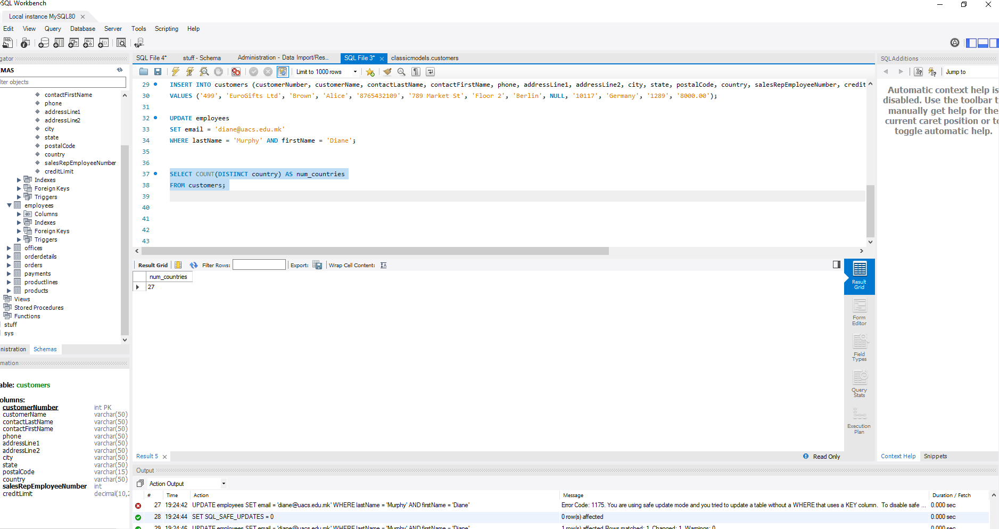 ySQL Workbench
Local instance MySQL80
Edit View Query Database Server Tools Scripting Help
gator
EMAS
lter objects
contactFirstName
phone
addressLine1
addressLine2
city
state
postalCode
country
salesRepEmployeeNumber
creditLimit
Indexes
Foreign Keys
Triggers
employees
Columns
Indexes
Foreign Keys
Triggers
offices
orderdetails
orders
payments
productlines
products
Views
Stored Procedures
Functions
stuff
sys
nistration Schemas
mation
able: customers
olumns:
customerNumber int PK
customerName varchar(50)
contactLastName varchar(50)
contactFirstName varchar(50)
phone varchar(50)
addressLine1 varchar(50)
addressLine2 varchar(50)
city varchar(50)
state varchar(50)
postalCode varchar(15)
country varchar(50)
salesRepEmployeeNumber int
creditLimit decimal(10,2
SQL File 4* stuff - Schema Administration - Data Import/Res... SQL File 3* classicmodels.customers
Limit to 1000 rows
29 INSERT INTO customers (customerNumber, customerName, contactLastName, contactFirstName, phone, addressLine1, addressLine2, city, state, postalCode, country, salesRepEmployeeNumber, credit
30 VALUES ('499', 'EuroGifts Ltd', 'Brown', 'Alice', '8765432109', '789 Market St', 'Floor 2', 'Berlin', NULL, '10117', 'Germany', '1289', '8000.00');
31
32 UPDATE employees
33 SET email = 'diane@uacs.edu.mk'
34 WHERE lastName = 'Murphy' AND firstName = 'Diane';
35
36
37 SELECT COUNT(DISTINCT country) AS num_countries
38 FROM customers;
39
40
41
42
43
Result Grid Filter Rows: Export: Wrap Cell Content:
num_countries
27
Result Grid
Form Editor
Field Types
Query Stats
Execution Plan
Result 5
Read Only
SQLAdditions
Jump to
Automatic context help is
disabled. Use the toolbar t
manually get help for the
current caret position or to
toggle automatic help.
Context Help Snippets
Output
Action Output
# Time Action Message Duration / Fetch
27 19:24:42 UPDATE employees SET email = 'diane@uacs.edu.mk' WHERE lastName = 'Murphy' AND firstName = 'Diane' Error Code: 1175. You are using safe update mode and you tried to update a table without a WHERE that uses a KEY column. To disable safe ... 0.000 sec
28 19:24:44 SET SQL_SAFE_UPDATES = 0 0 row(s) affected 0.000 sec
29 19:24:46 UPDATE employees SET email = 'diane@uacs.edu.mk' WHERE lastName = 'Murphy' AND firstName = 'Diane' 1 row(s) affected Rows matched: 1 Changed: 1 Warnings: 0 0.000 sec